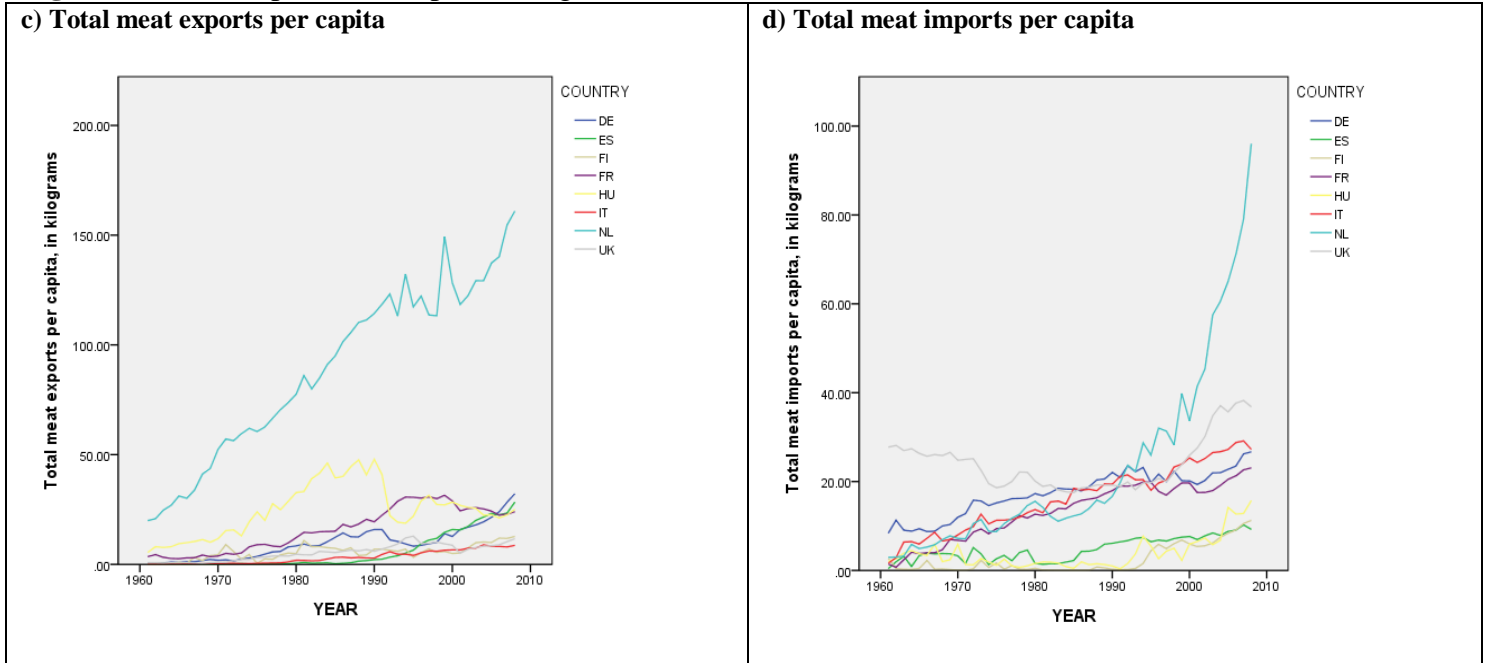 c) Total meat exports per capita
COUNTRY
DE
ES
FI
FR
HU
IT
NL
UK
200.00
150.00
100.00
50.00
.00
Total meat exports per capita, in kilograms
1960 1970 1980 1990 2000 2010
YEAR
d) Total meat imports per capita
COUNTRY
DE
ES
FI
FR
HU
IT
NL
UK
100.00
80.00
60.00
40.00
20.00
.00
Total meat imports per capita, in kilograms
1960 1970 1980 1990 2000 2010
YEAR